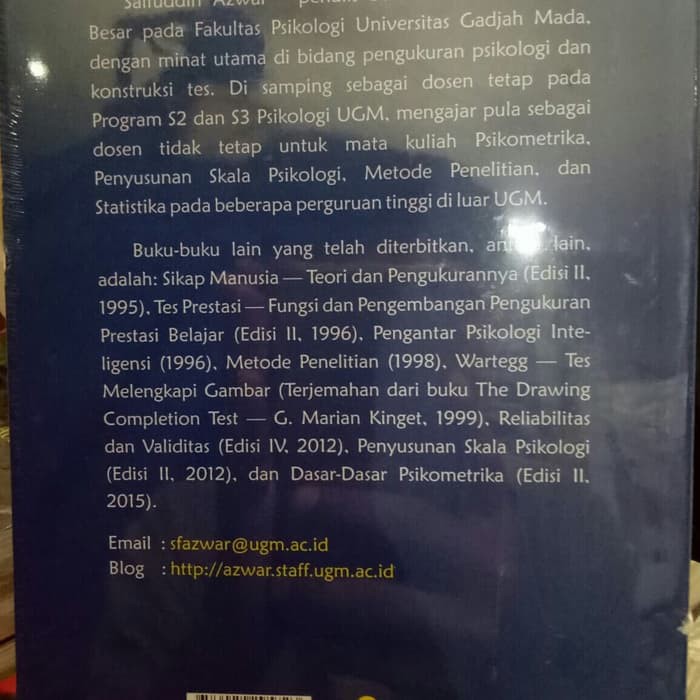 Saifuddin Azwar
Besar pada Fakultas Psikologi Universitas Gadjah Mada,
dengan minat utama di bidang pengukuran psikologi dan
konstruksi tes. Di samping sebagai dosen tetap pada
Program S2 dan S3 Psikologi UGM, mengajar pula sebagai
dosen tidak tetap untuk mata kuliah Psikometrika,
Penyusunan Skala Psikologi, Metode Penelitian, dan
Statistika pada beberapa perguruan tinggi di luar UGM.
Buku-buku lain yang telah diterbitkan, lain,
adalah: Sikap Manusia — Teori dan Pengukurannya (Edisi II,
1995), Tes Prestasi — Fungsi dan Pengembangan Pengukuran
Prestasi Belajar (Edisi II, 1996), Pengantar Psikologi Inte-
ligensi (1996), Metode Penelitian (1998), Wartegg — Tes
Melengkapi Gambar (Terjemahan dari buku The Drawing
Completion Test — G. Marian Kinget, 1999), Reliabilitas
dan Validitas (Edisi IV, 2012), Penyusunan Skala Psikologi
(Edisi II, 2012), dan Dasar-Dasar Psikometrika (Edisi II,
2015).
Email : sfazwar@ugm.ac.id
Blog : http://azwar.staff.ugm.ac.id